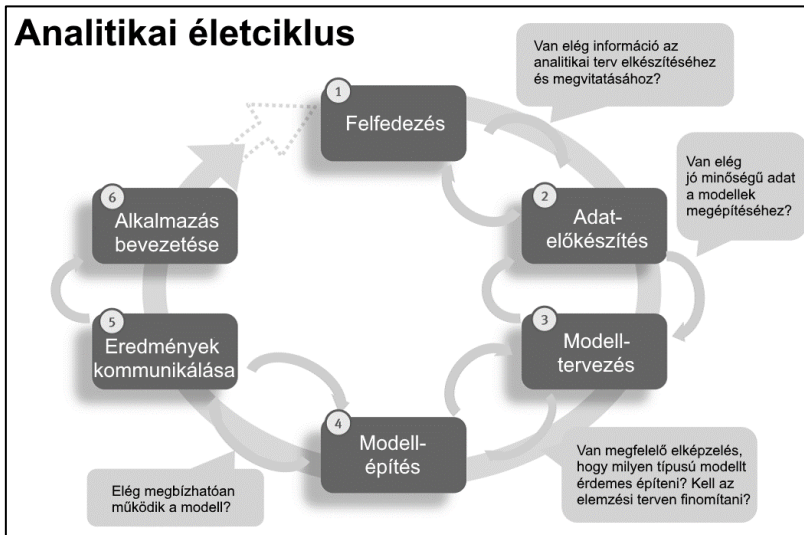 Analitikai életciklus
Van elég információ az
analitikai terv elkészítéséhez
és megvitatásához?
1
Felfedezés
Van elég
jó minőségű adat
a modellek
megépítéséhez?
2
Adat-
előkészítés
3
Modell-
tervezés
Van megfelelő elképzelés,
hogy milyen típusú modellt
érdemes építeni? Kell az
elemzési terven finomítani?
4
Modell-
építés
Elég megbízhatóan
működik a modell?
5
Eredmények
kommunikálása
6
Alkalmazás
bevezetése